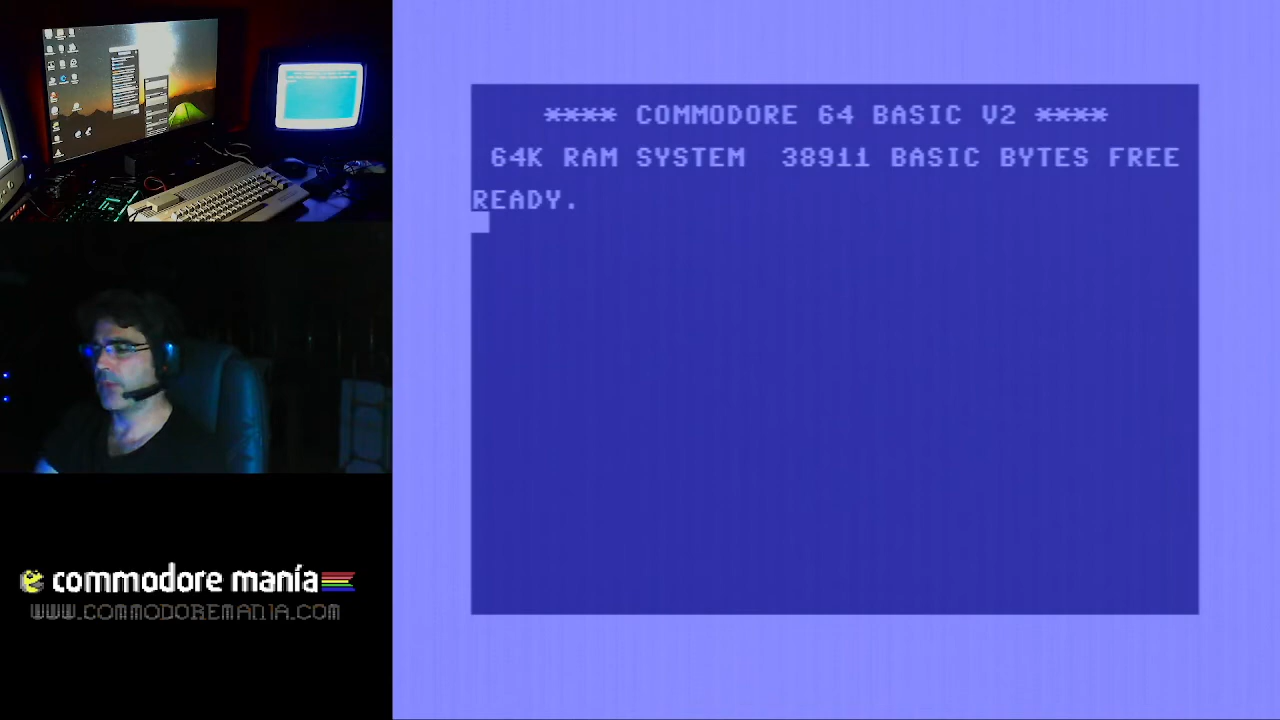 **** COMMODORE 64 BASIC V2 ****
64K RAM SYSTEM  38911 BASIC BYTES FREE
READY.
commodore manía
WWW.COMMODOREMANIA.COM